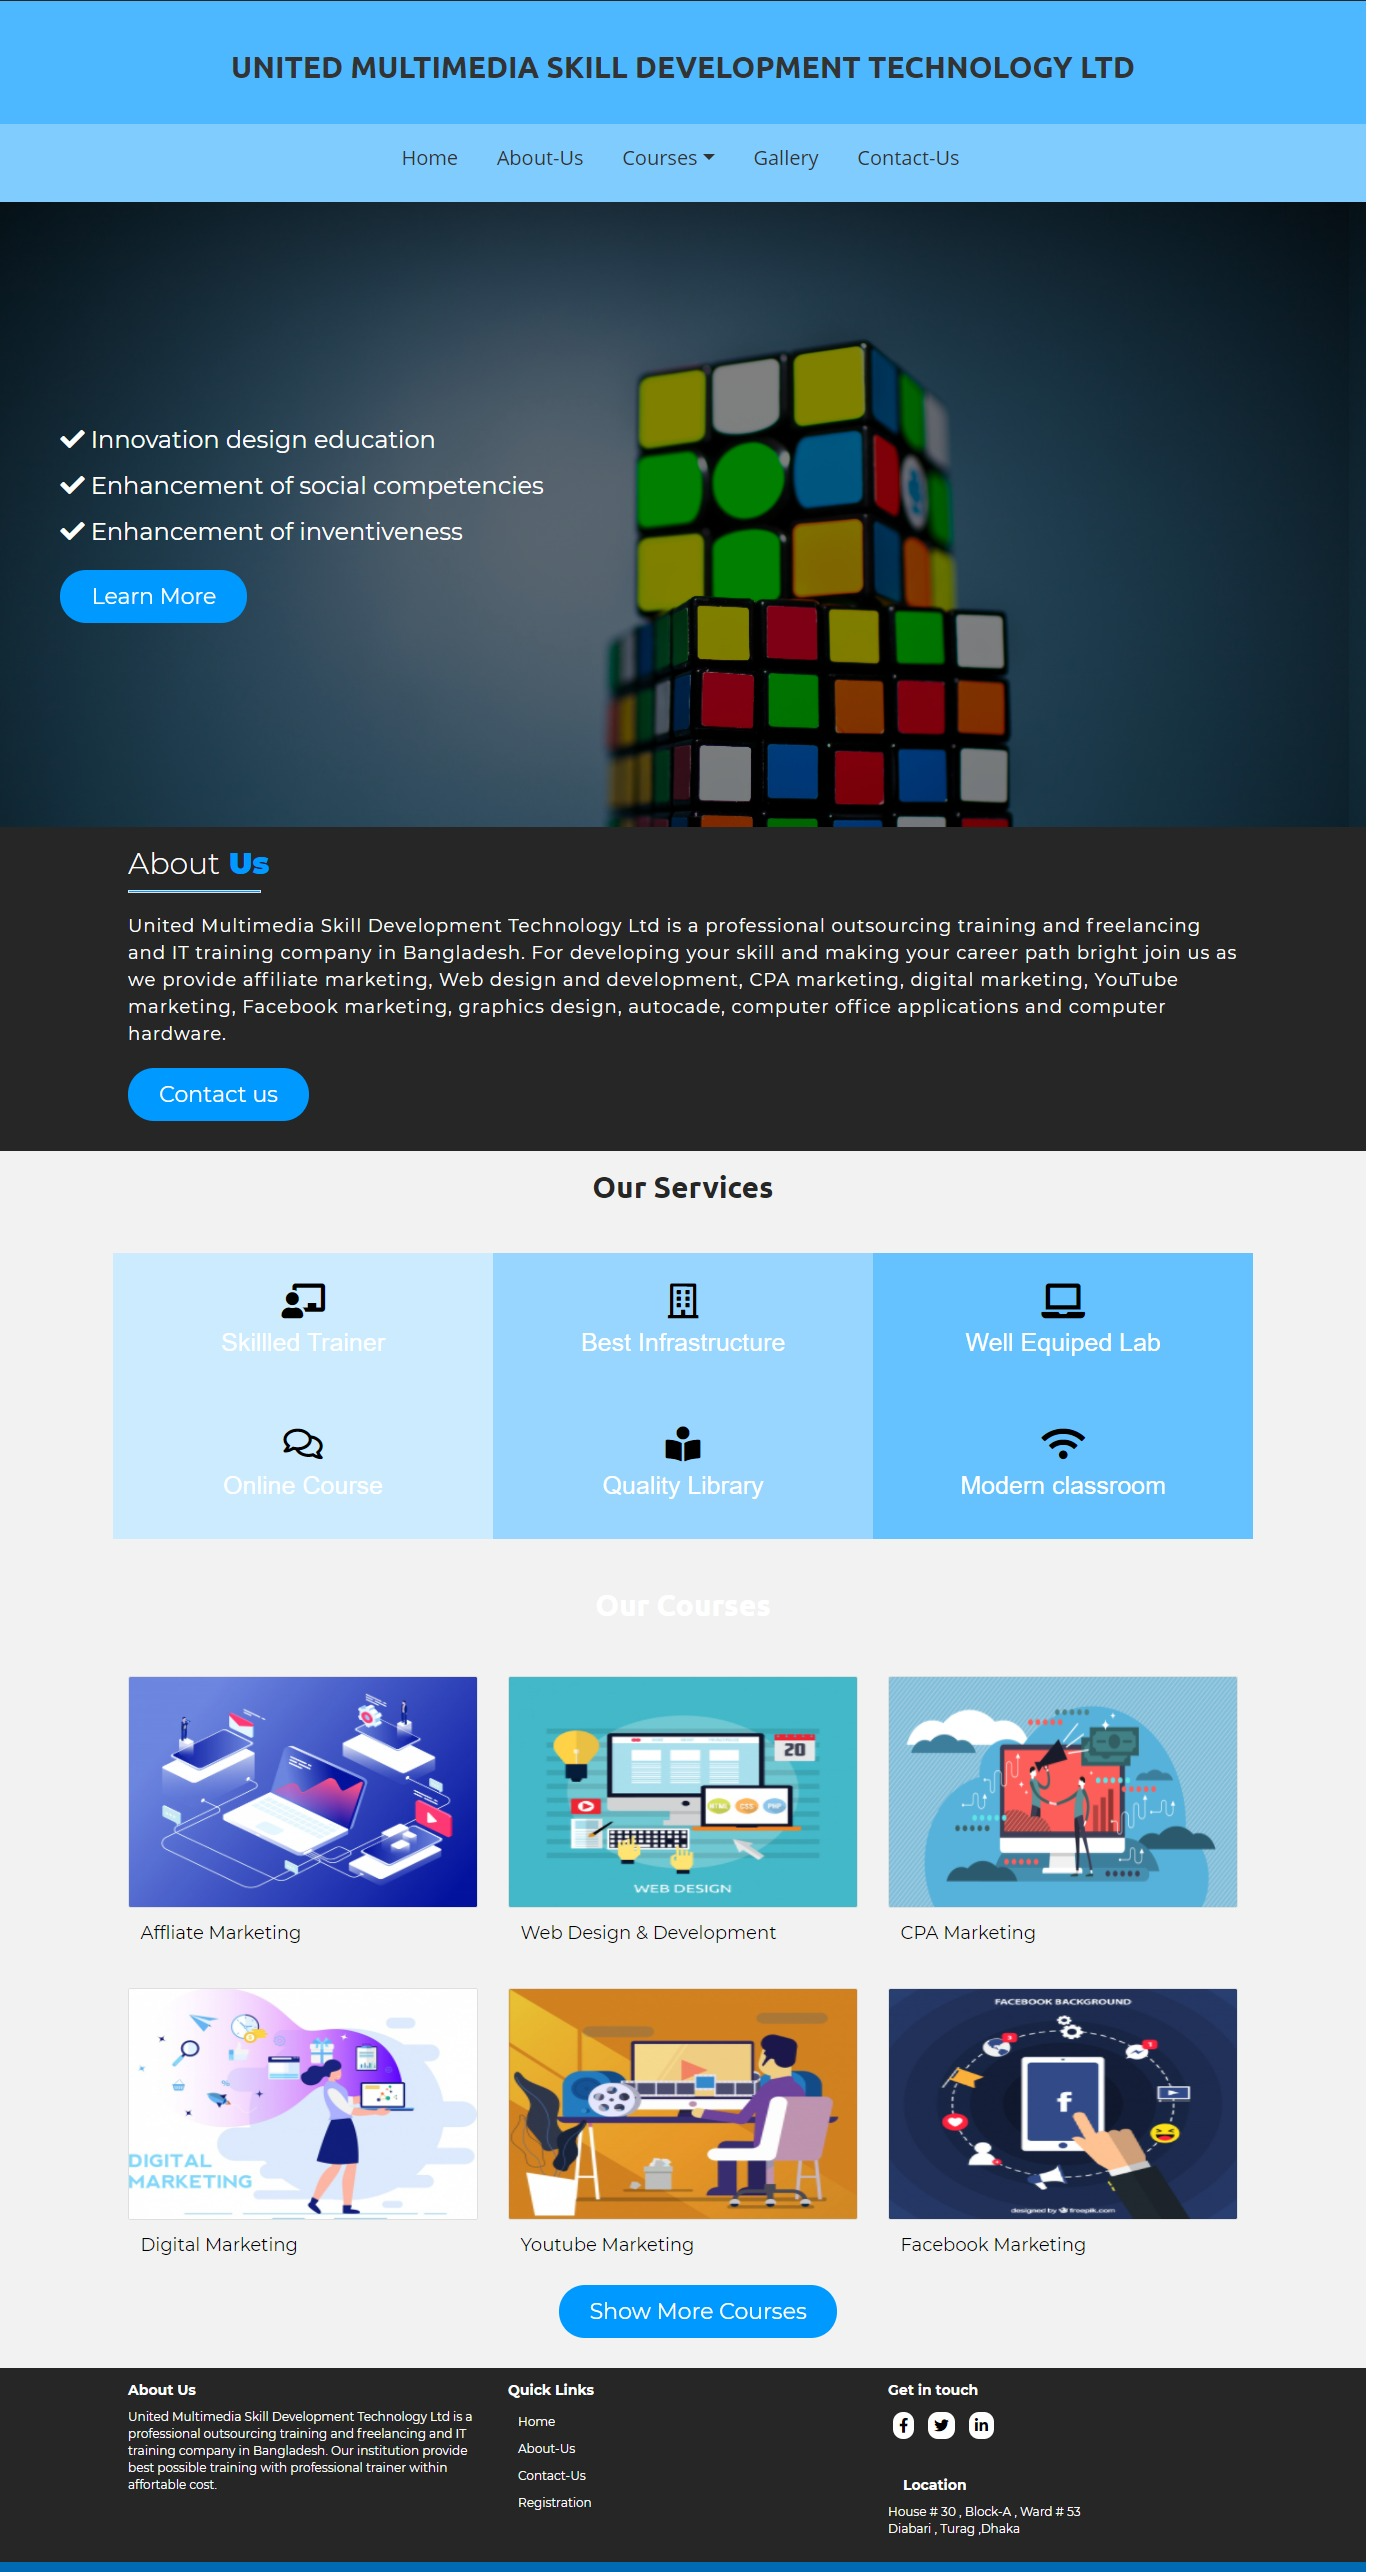 UNITED MULTIMEDIA SKILL DEVELOPMENT TECHNOLOGY LTD
Home About-Us Courses Gallery Contact-Us
Innovation design education
Enhancement of social competencies
Enhancement of inventiveness
Learn More
About Us
United Multimedia Skill Development Technology Ltd is a professional outsourcing training and freelancing
and IT training company in Bangladesh. For developing your skill and making your career path bright join us as
we provide affiliate marketing, Web design and development, CPA marketing, digital marketing, YouTube
marketing, Facebook marketing, graphics design, autocade, computer office applications and computer
hardware.
Contact us
Our Services
Skillled Trainer Best Infrastructure Well Equiped Lab
Online Course Quality Library Modern classroom
Our Courses
20
HTML CSS PHP
WEB DESIGN
Affliate Marketing Web Design & Development CPA Marketing
FACEBOOK BACKGROUND
f
DIGITAL
MARKETING
designed by freepik.com
Digital Marketing Youtube Marketing Facebook Marketing
Show More Courses
About Us
United Multimedia Skill Development Technology Ltd is a
professional outsourcing training and freelancing and IT
training company in Bangladesh. Our institution provide
best possible training with professional trainer within
affortable cost.
Quick Links
Home
About-Us
Contact-Us
Registration
Get in touch
Location
House # 30 , Block-A , Ward # 53
Diabari , Turag ,Dhaka